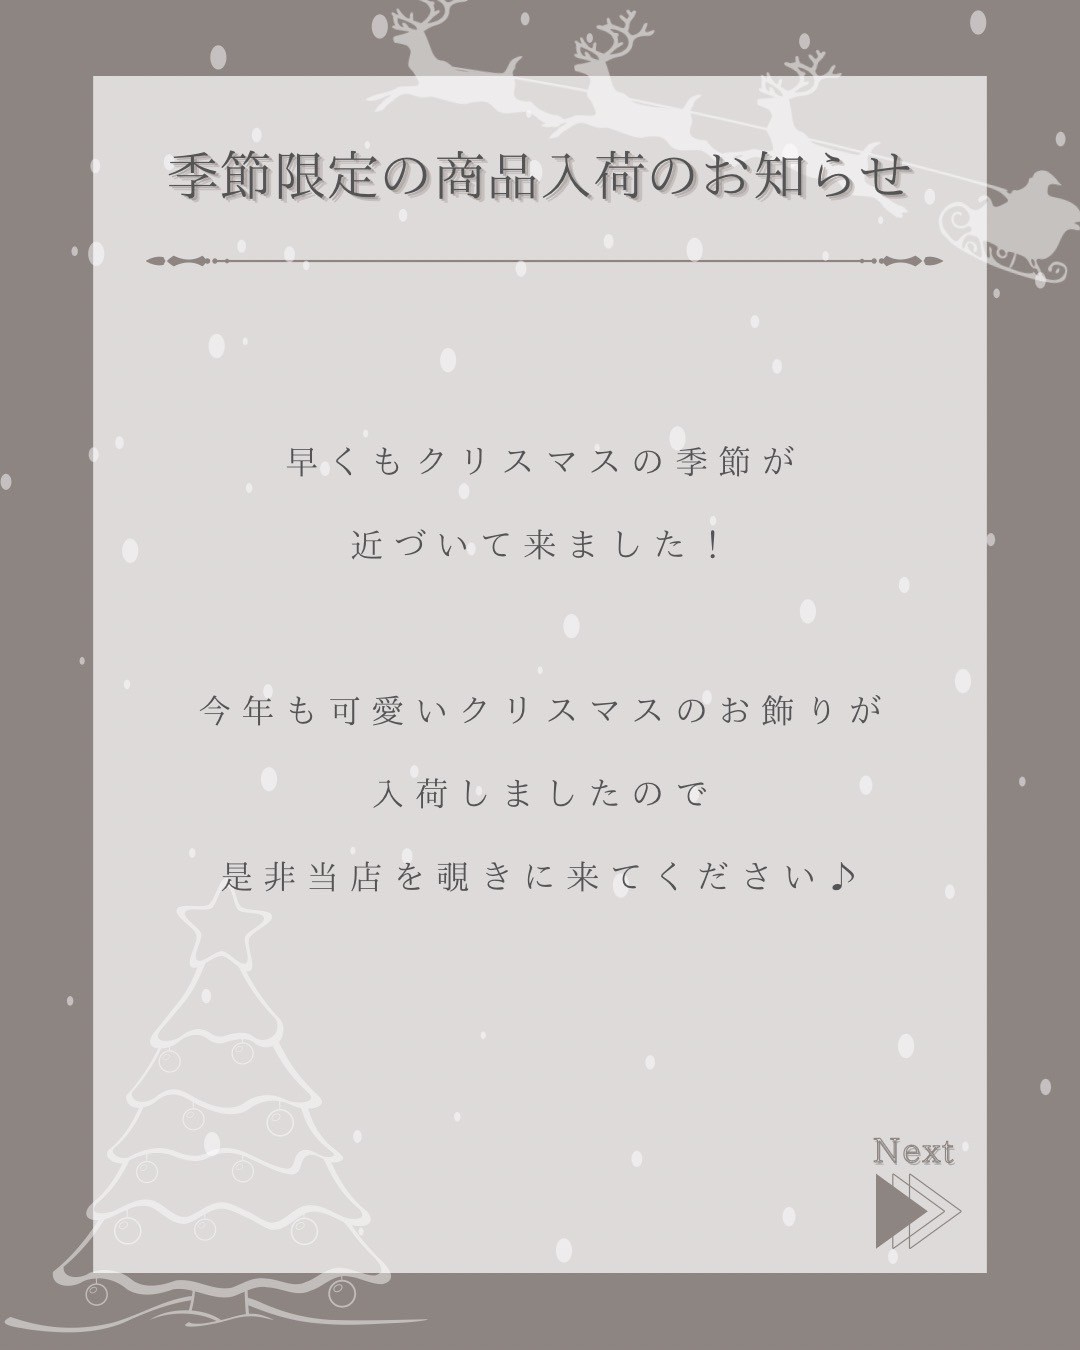 季節限定の商品入荷のお知らせ
早くもクリスマスの季節が
近づいて来ました！
今年も可愛いクリスマスのお飾りが
入荷しましたので
是非当店を覗きに来てください♪
Next